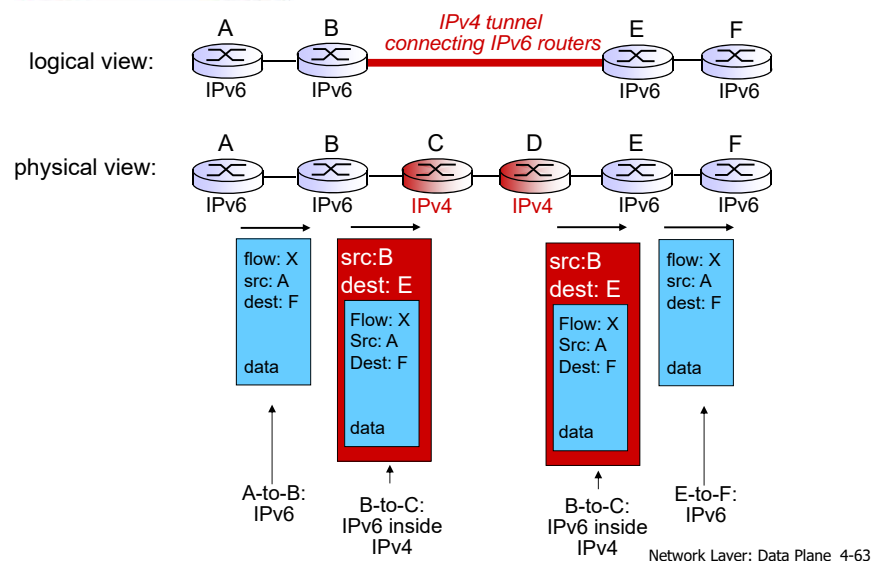 IPv4 tunnel
connecting IPv6 routers
A B E F
logical view:
IPv6 IPv6 IPv6 IPv6
A B C D E F
physical view:
IPv6 IPv6 IPv4 IPv4 IPv6 IPv6
flow: X
src: A
dest: F
data
src:B
dest: E
Flow: X
Src: A
Dest: F
data
src:B
dest: E
Flow: X
Src: A
Dest: F
data
flow: X
src: A
dest: F
data
A-to-B:
IPv6
B-to-C:
IPv6 inside
IPv4
B-to-C:
IPv6 inside
IPv4
E-to-F:
IPv6
Network Layer: Data Plane 4-63